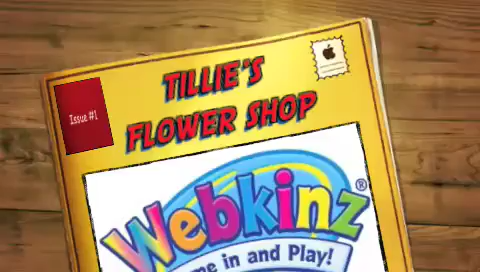 Issue #1
TILLIE'S
FLOWER SHOP
Webkinz®
me in and Play!